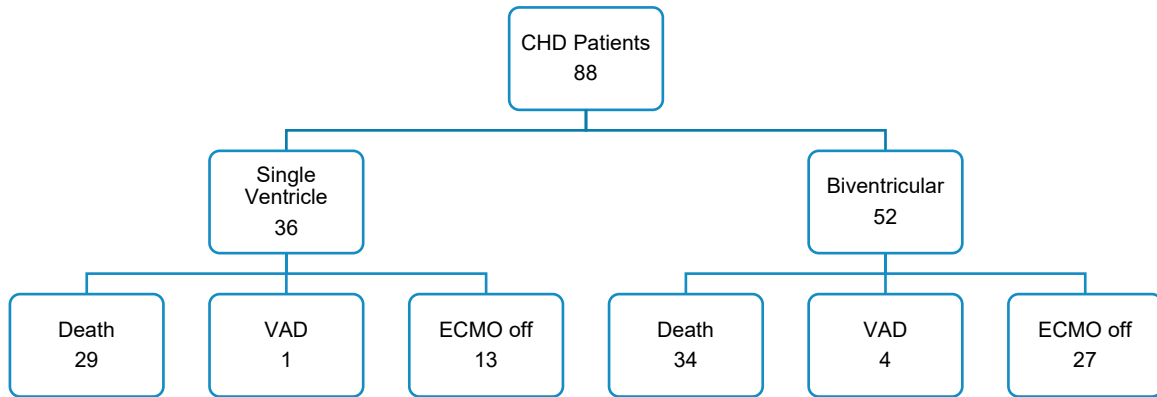 CHD Patients
88
Single
Ventricle
36
Biventricular
52
Death
29
VAD
1
ECMO off
13
Death
34
VAD
4
ECMO off
27